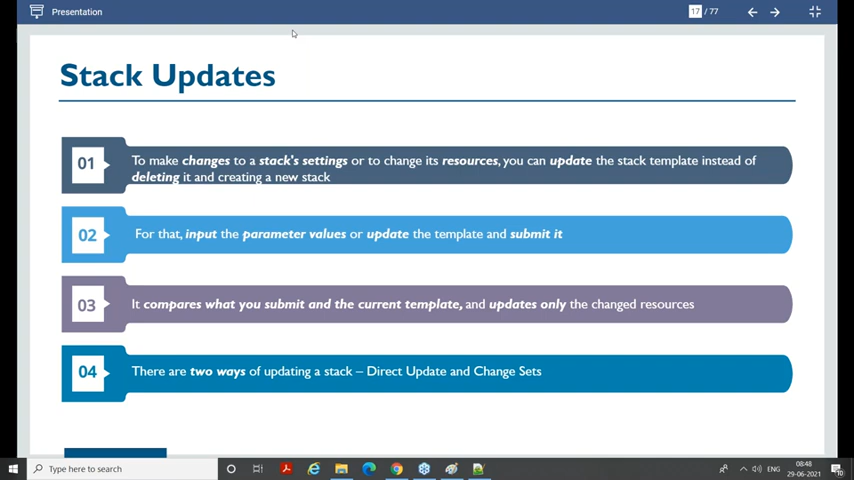 Presentation
17 / 77
Stack Updates
01
To make changes to a stack's settings or to change its resources, you can update the stack template instead of
deleting it and creating a new stack
02
For that, input the parameter values or update the template and submit it
03
It compares what you submit and the current template, and updates only the changed resources
04
There are two ways of updating a stack – Direct Update and Change Sets
Type here to search
ENG
08:48
29-06-2021